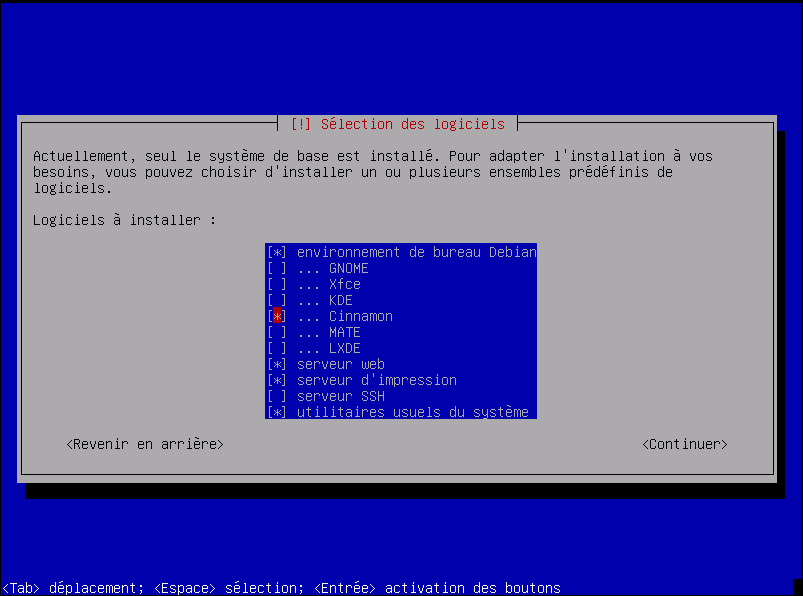 [!] Sélection des logiciels
Actuellement, seul le système de base est installé. Pour adapter l'installation à vos
besoins, vous pouvez choisir d'installer un ou plusieurs ensembles prédéfinis de
logiciels.
Logiciels à installer :
[*] environnement de bureau Debian
[ ] ... GNOME
[ ] ... Xfce
[ ] ... KDE
[*] ... Cinnamon
[ ] ... MATE
[ ] ... LXDE
[*] serveur web
[*] serveur d'impression
[ ] serveur SSH
[*] utilitaires usuels du système
<Revenir en arrière> <Continuer>
<Tab> déplacement; <Espace> sélection; <Entrée> activation des boutons